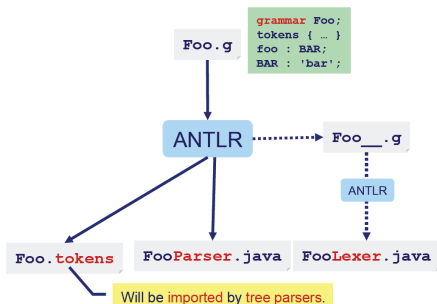 grammar Foo;
tokens { … }
foo : BAR;
BAR : 'bar';
Foo.g
ANTLR
Foo__.g
ANTLR
Foo.tokens
FooParser.java
FooLexer.java
Will be imported by tree parsers.